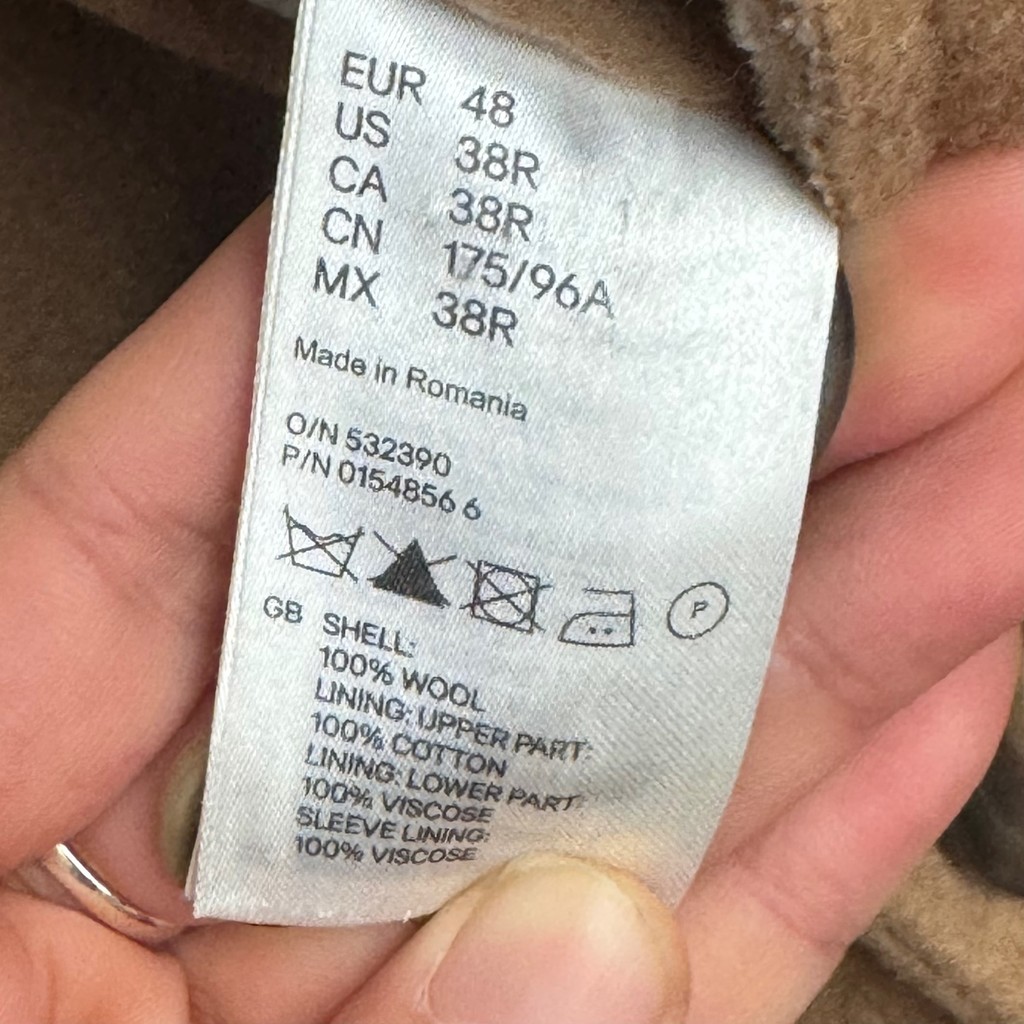 EUR 48
US 38R
CA 38R
CN 175/96A
MX 38R
Made in Romania
O/N 532390
P/N 0154856 6
P
GB SHELL:
100% WOOL
LINING: UPPER PART:
100% COTTON
LINING: LOWER PART:
100% VISCOSE
SLEEVE LINING:
100% VISCOSE